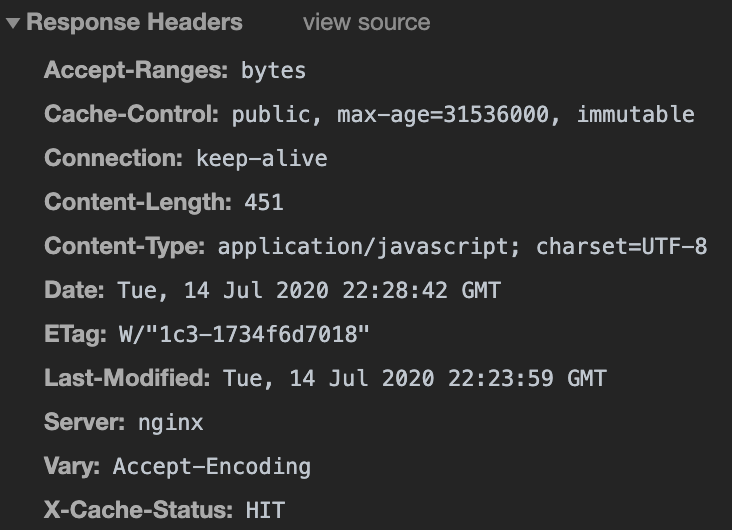 Response Headers view source
Accept-Ranges: bytes
Cache-Control: public, max-age=31536000, immutable
Connection: keep-alive
Content-Length: 451
Content-Type: application/javascript; charset=UTF-8
Date: Tue, 14 Jul 2020 22:28:42 GMT
ETag: W/"1c3-1734f6d7018"
Last-Modified: Tue, 14 Jul 2020 22:23:59 GMT
Server: nginx
Vary: Accept-Encoding
X-Cache-Status: HIT